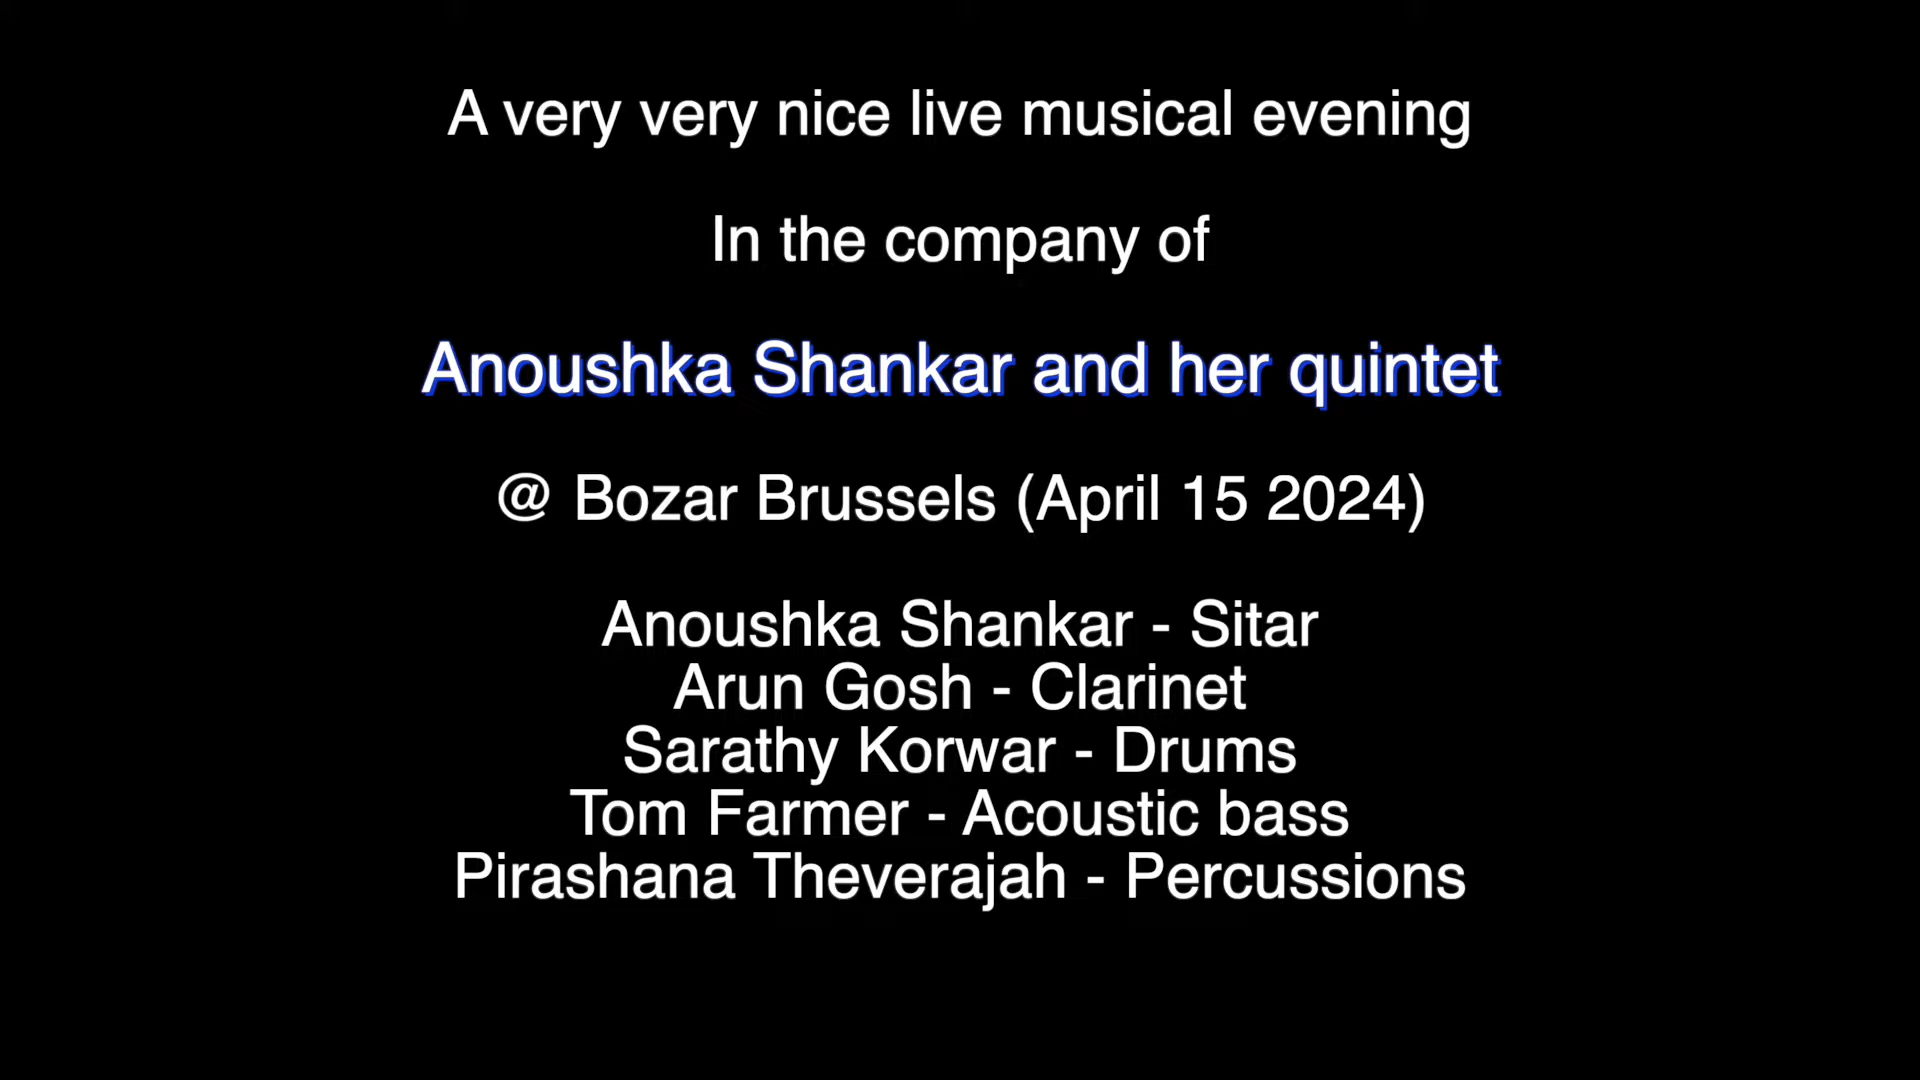 A very very nice live musical evening
In the company of
Anoushka Shankar and her quintet
@ Bozar Brussels (April 15 2024)
Anoushka Shankar - Sitar
Arun Gosh - Clarinet
Sarathy Korwar - Drums
Tom Farmer - Acoustic bass
Pirashana Theverajah - Percussions